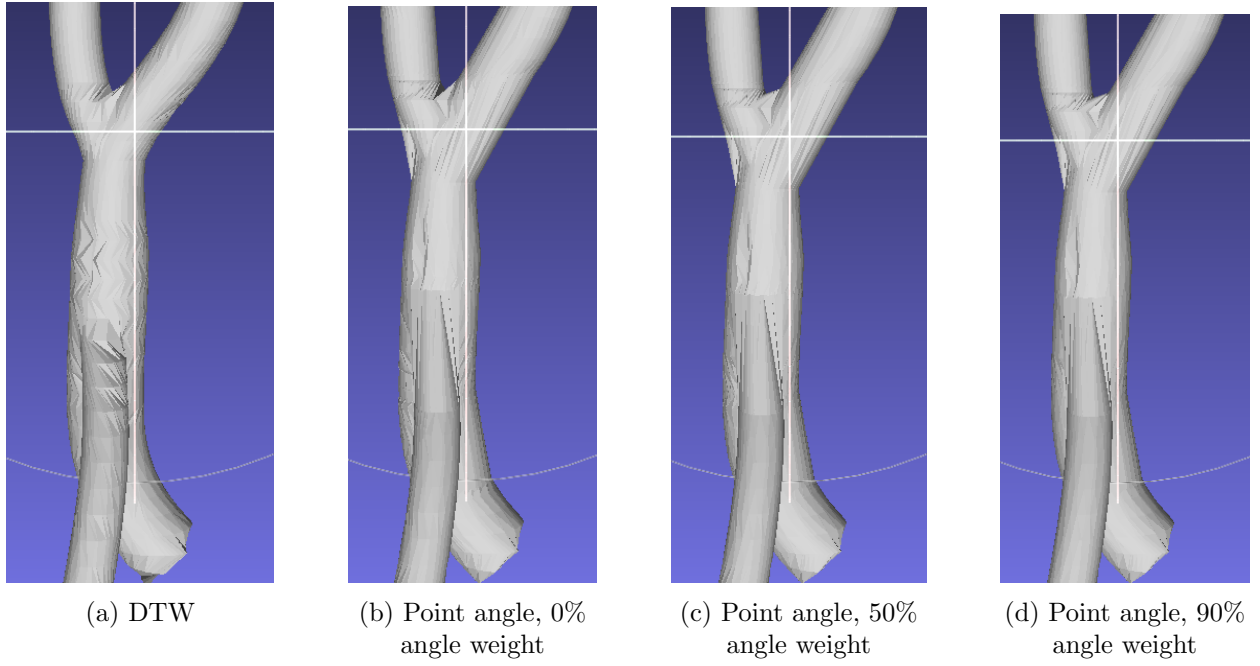 (a) DTW
(b) Point angle, 0%
angle weight
(c) Point angle, 50%
angle weight
(d) Point angle, 90%
angle weight